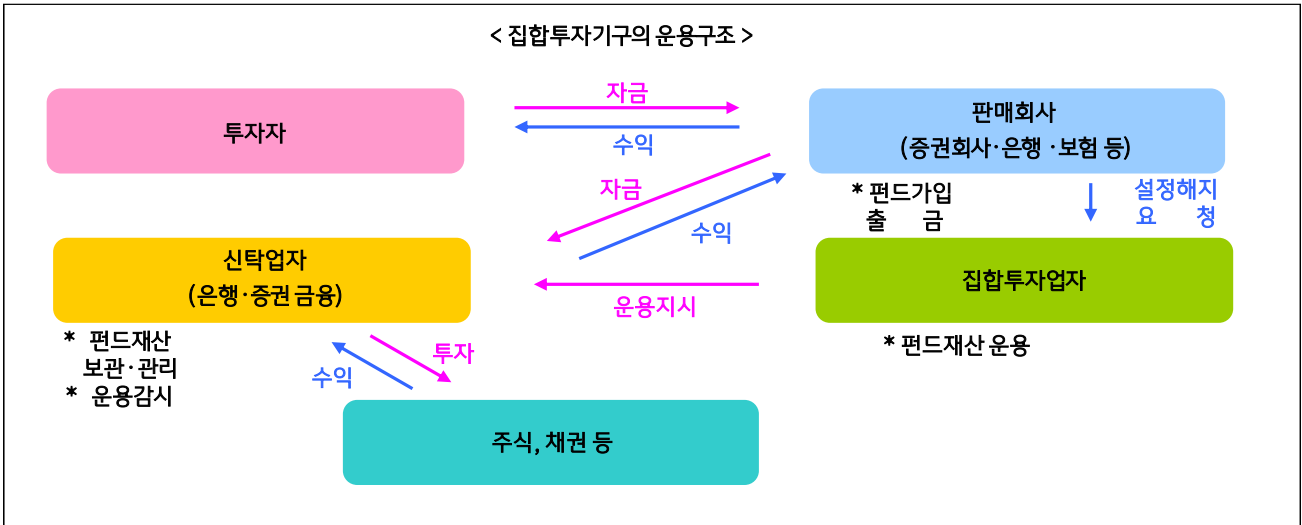 < 집합투자기구의 운용구조 >
자금
투자자
판매회사
(증권회사·은행 ·보험 등)
수익
자금
* 펀드가입
출 금
설정해지
요 청
수익
신탁업자
(은행·증권 금융)
집합투자업자
운용지시
* 펀드재산
보관·관리
* 운용감시
* 펀드재산 운용
투자
수익
주식, 채권 등